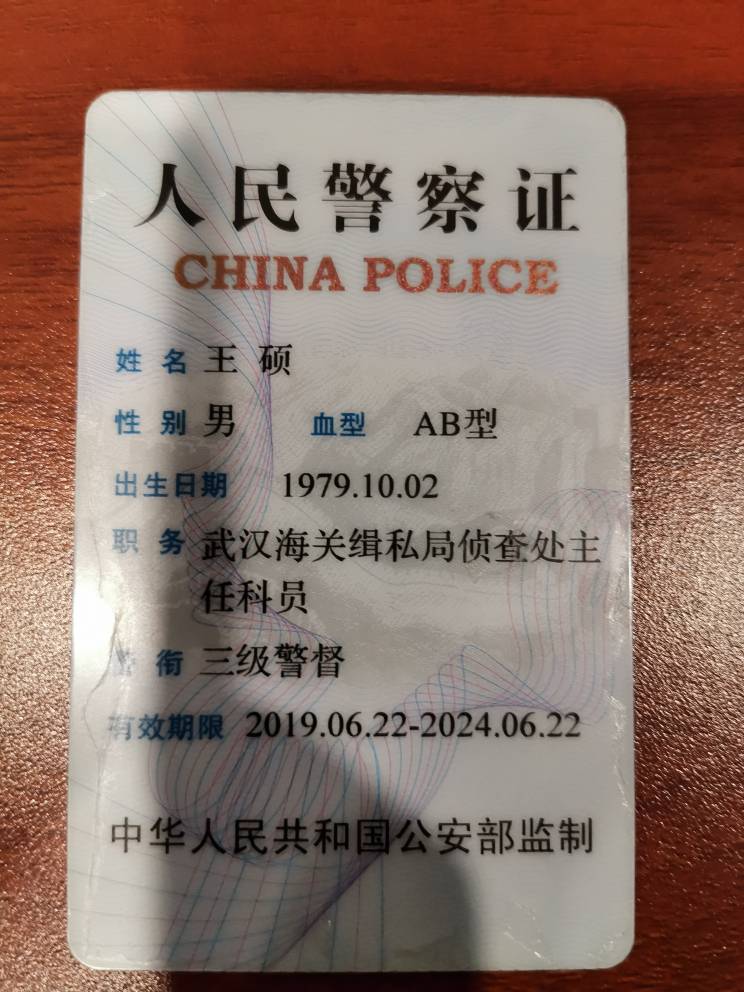 人民警察证
CHINA POLICE
姓 名 王 硕
性 别 男 血型 AB型
出生日期 1979.10.02
职 务 武汉海关缉私局侦查处主
任科员
警 衔 三级警督
有效期限 2019.06.22-2024.06.22
中华人民共和国公安部监制